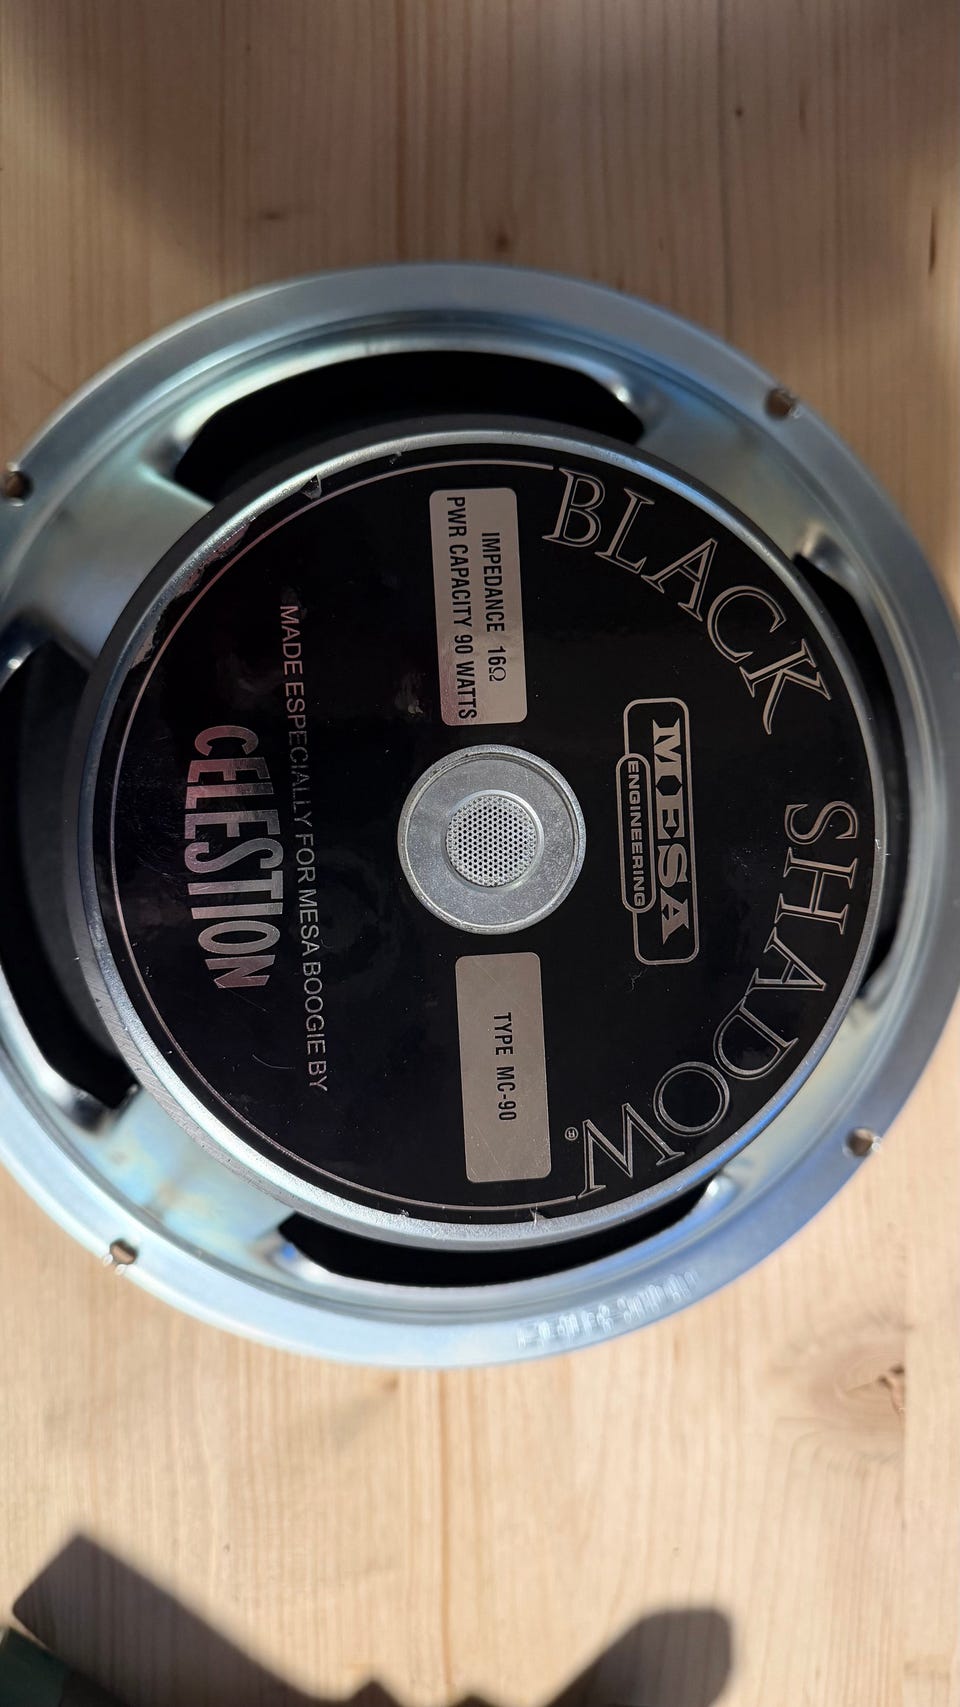 BLACK SHADOW®
MESA
ENGINEERING
IMPEDANCE 16Ω
PWR CAPACITY 90 WATTS
TYPE MC-90
MADE ESPECIALLY FOR MESA BOOGIE BY
CELESTION